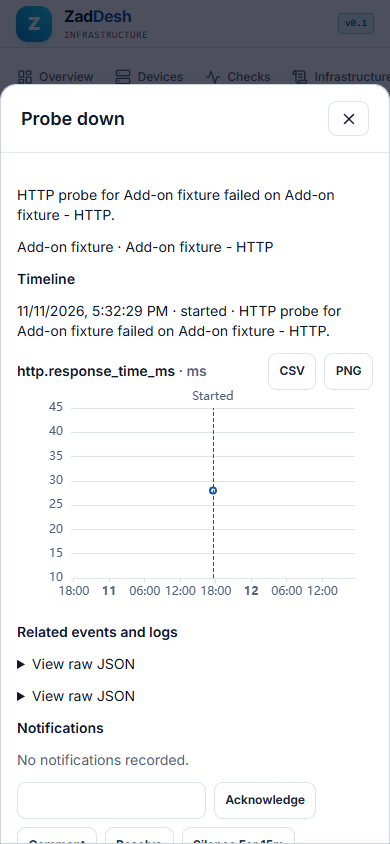 Z
ZadDesh
INFRASTRUCTURE
v0.1
Overview
Devices
Checks
Infrastructure
Probe down
HTTP probe for Add-on fixture failed on Add-on
fixture - HTTP.
Add-on fixture · Add-on fixture - HTTP
Timeline
11/11/2026, 5:32:29 PM · started · HTTP probe for
Add-on fixture failed on Add-on fixture - HTTP.
http.response_time_ms · ms
CSV
PNG
Started
45
40
35
30
25
20
15
10
18:00 11 06:00 12:00 18:00 12 06:00 12:00
Related events and logs
View raw JSON
View raw JSON
Notifications
No notifications recorded.
Acknowledge
Comment
Resolve
Silence For 15m